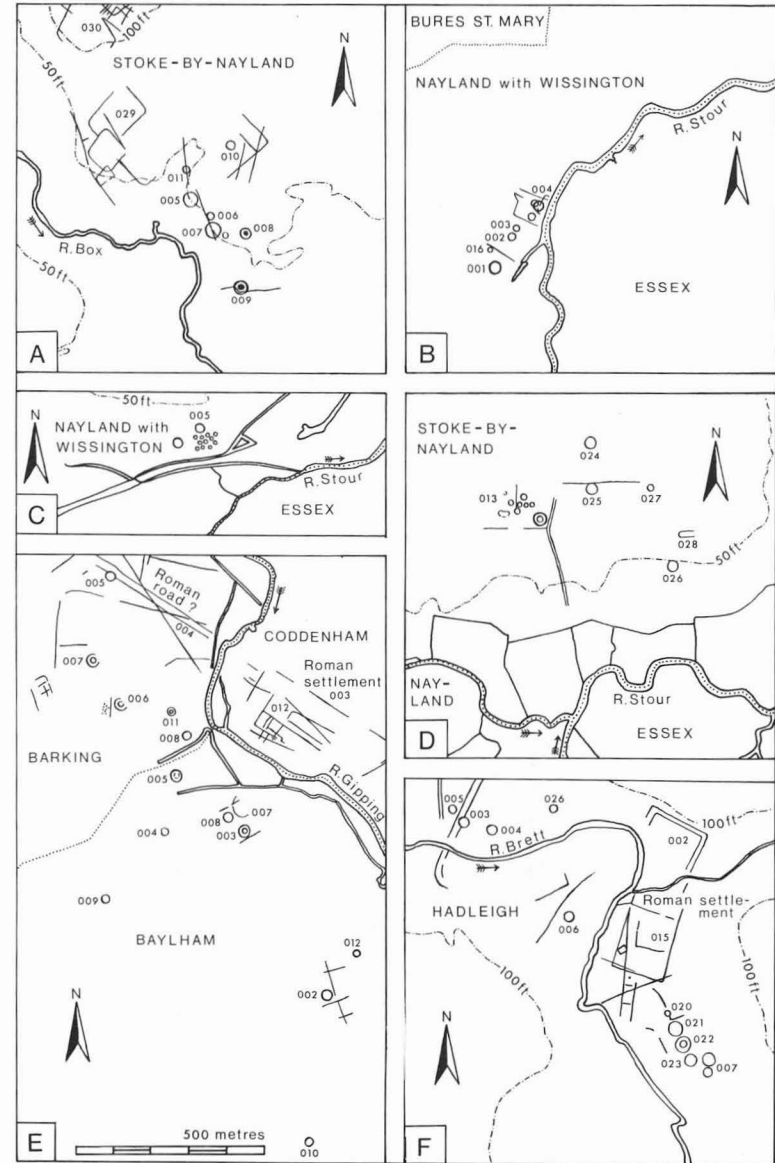 030
100ft
STOKE-BY-NAYLAND
50ft
N
029
010
011
005
006
007
008
R. Box
009
50ft
A
BURES ST. MARY
NAYLAND with WISSINGTON
R. Stour
N
004
003
002
016
001
ESSEX
B
50ft
N
NAYLAND with
WISSINGTON
005
R. Stour
ESSEX
C
STOKE-BY-
NAYLAND
024
N
013
025
027
028
50ft
026
NAY-
LAND
R. Stour
ESSEX
D
005
Roman
road ?
004
CODDENHAM
Roman
settlement
003
007
012
006
011
008
BARKING
R. Gipping
005
007
008
004
003
009
BAYLHAM
012
002
N
500 metres
010
E
005
003
026
004
100ft
002
R. Brett
HADLEIGH
Roman settle-
ment
006
015
100ft
100ft
020
021
022
N
023
007
F